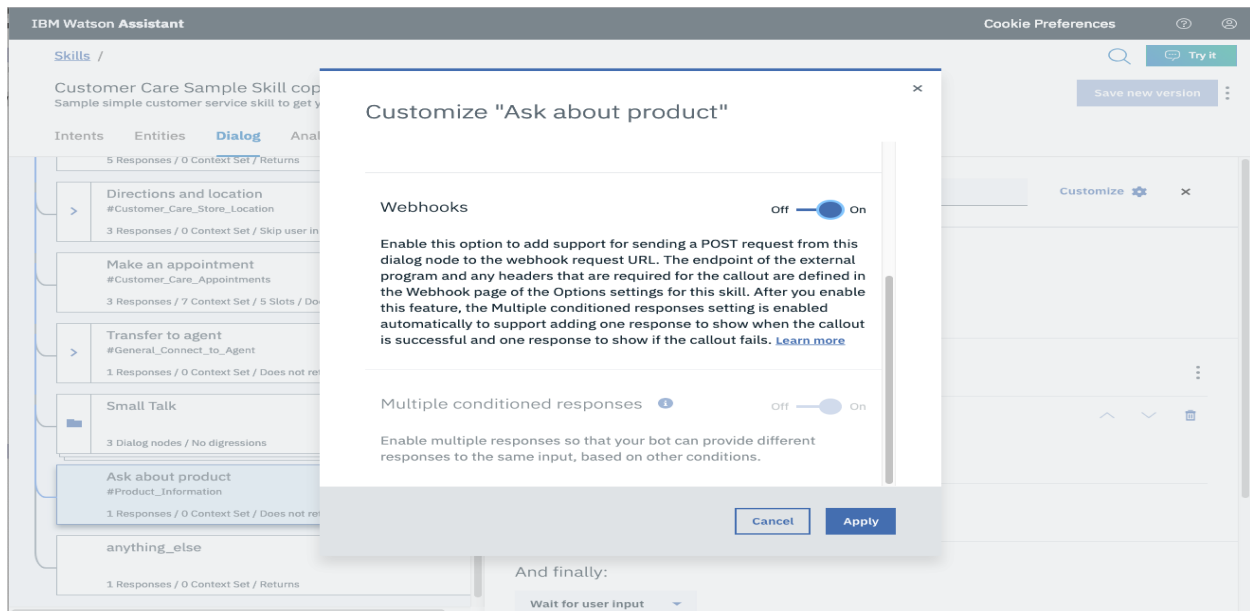 IBM Watson Assistant
Cookie Preferences
Skills /
Try it
Customer Care Sample Skill cop
Sample simple customer service skill to get y
Save new version
Intents Entities Dialog Anal
5 Responses / 0 Context Set / Returns
Directions and location
#Customer_Care_Store_Location
3 Responses / 0 Context Set / Skip user in
Make an appointment
#Customer_Care_Appointments
3 Responses / 7 Context Set / 5 Slots / Do
Transfer to agent
#General_Connect_to_Agent
1 Responses / 0 Context Set / Does not ret
Small Talk
3 Dialog nodes / No digressions
Ask about product
#Product_Information
1 Responses / 0 Context Set / Does not ret
anything_else
1 Responses / 0 Context Set / Returns
Customize "Ask about product"
Webhooks
Off On
Enable this option to add support for sending a POST request from this
dialog node to the webhook request URL. The endpoint of the external
program and any headers that are required for the callout are defined in
the Webhook page of the Options settings for this skill. After you enable
this feature, the Multiple conditioned responses setting is enabled
automatically to support adding one response to show when the callout
is successful and one response to show if the callout fails. Learn more
Multiple conditioned responses
Off On
Enable multiple responses so that your bot can provide different
responses to the same input, based on other conditions.
Cancel
Apply
Customize
And finally:
Wait for user input